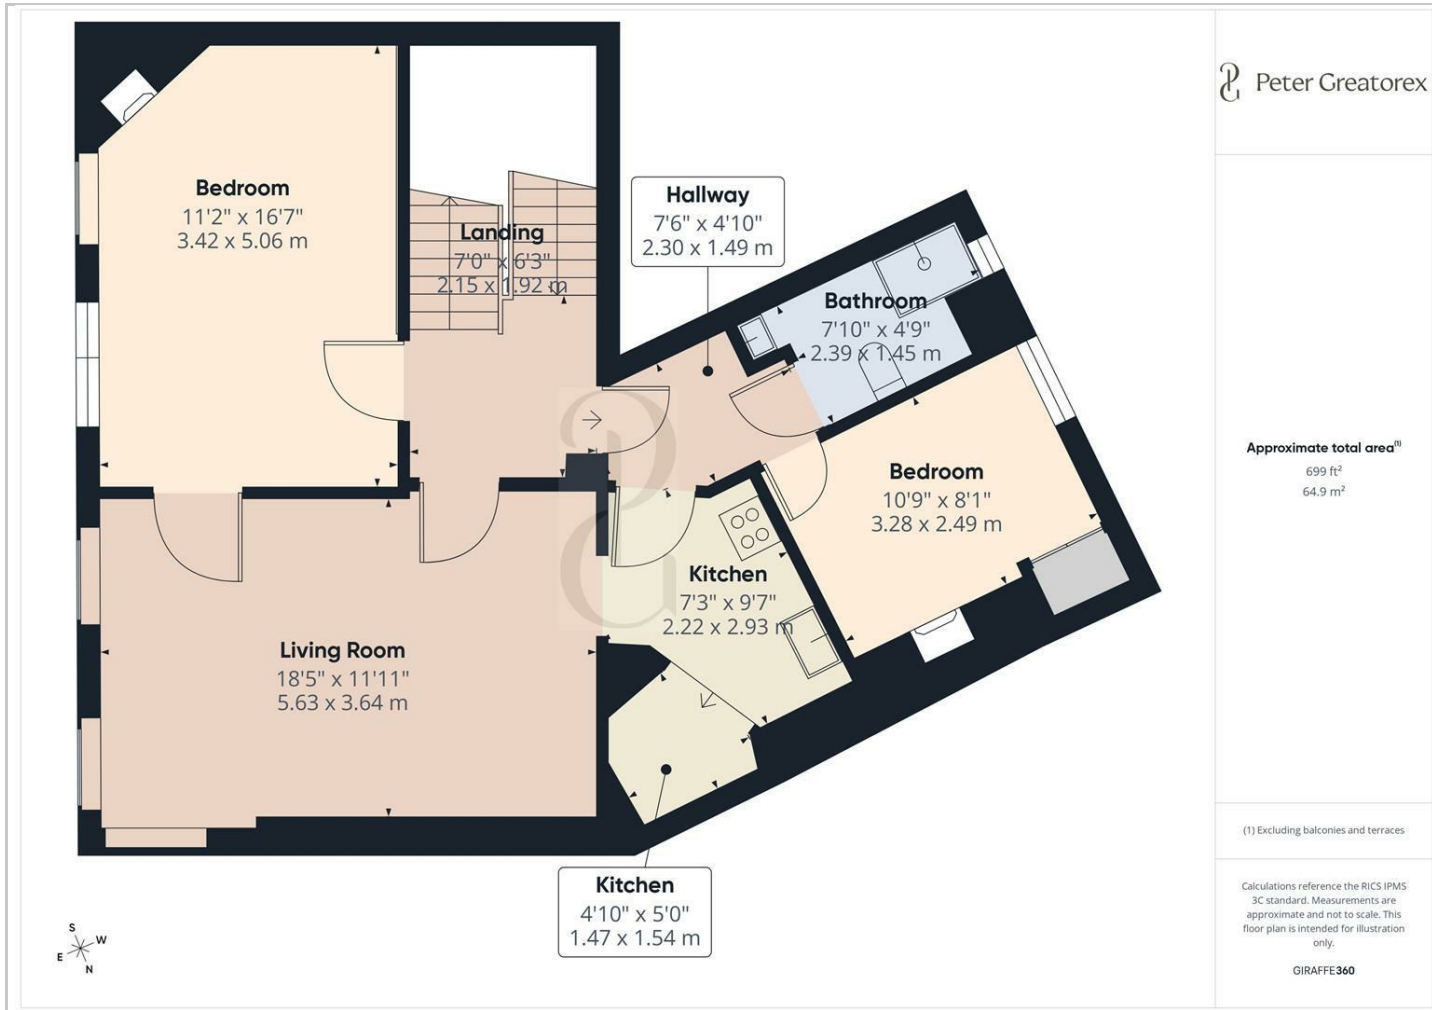 Peter Greatorex
Bedroom
11'2" x 16'7"
3.42 x 5.06 m
Landing
7'0" x 6'3"
2.15 x 1.92 m
Hallway
7'6" x 4'10"
2.30 x 1.49 m
Bathroom
7'10" x 4'9"
2.39 x 1.45 m
Bedroom
10'9" x 8'1"
3.28 x 2.49 m
Kitchen
7'3" x 9'7"
2.22 x 2.93 m
Living Room
18'5" x 11'11"
5.63 x 3.64 m
Kitchen
4'10" x 5'0"
1.47 x 1.54 m
S
W
E
N
Approximate total area(1)
699 ft²
64.9 m²
(1) Excluding balconies and terraces
Calculations reference the RICS IPMS
3C standard. Measurements are
approximate and not to scale. This
floor plan is intended for illustration
only.
GIRAFFE360